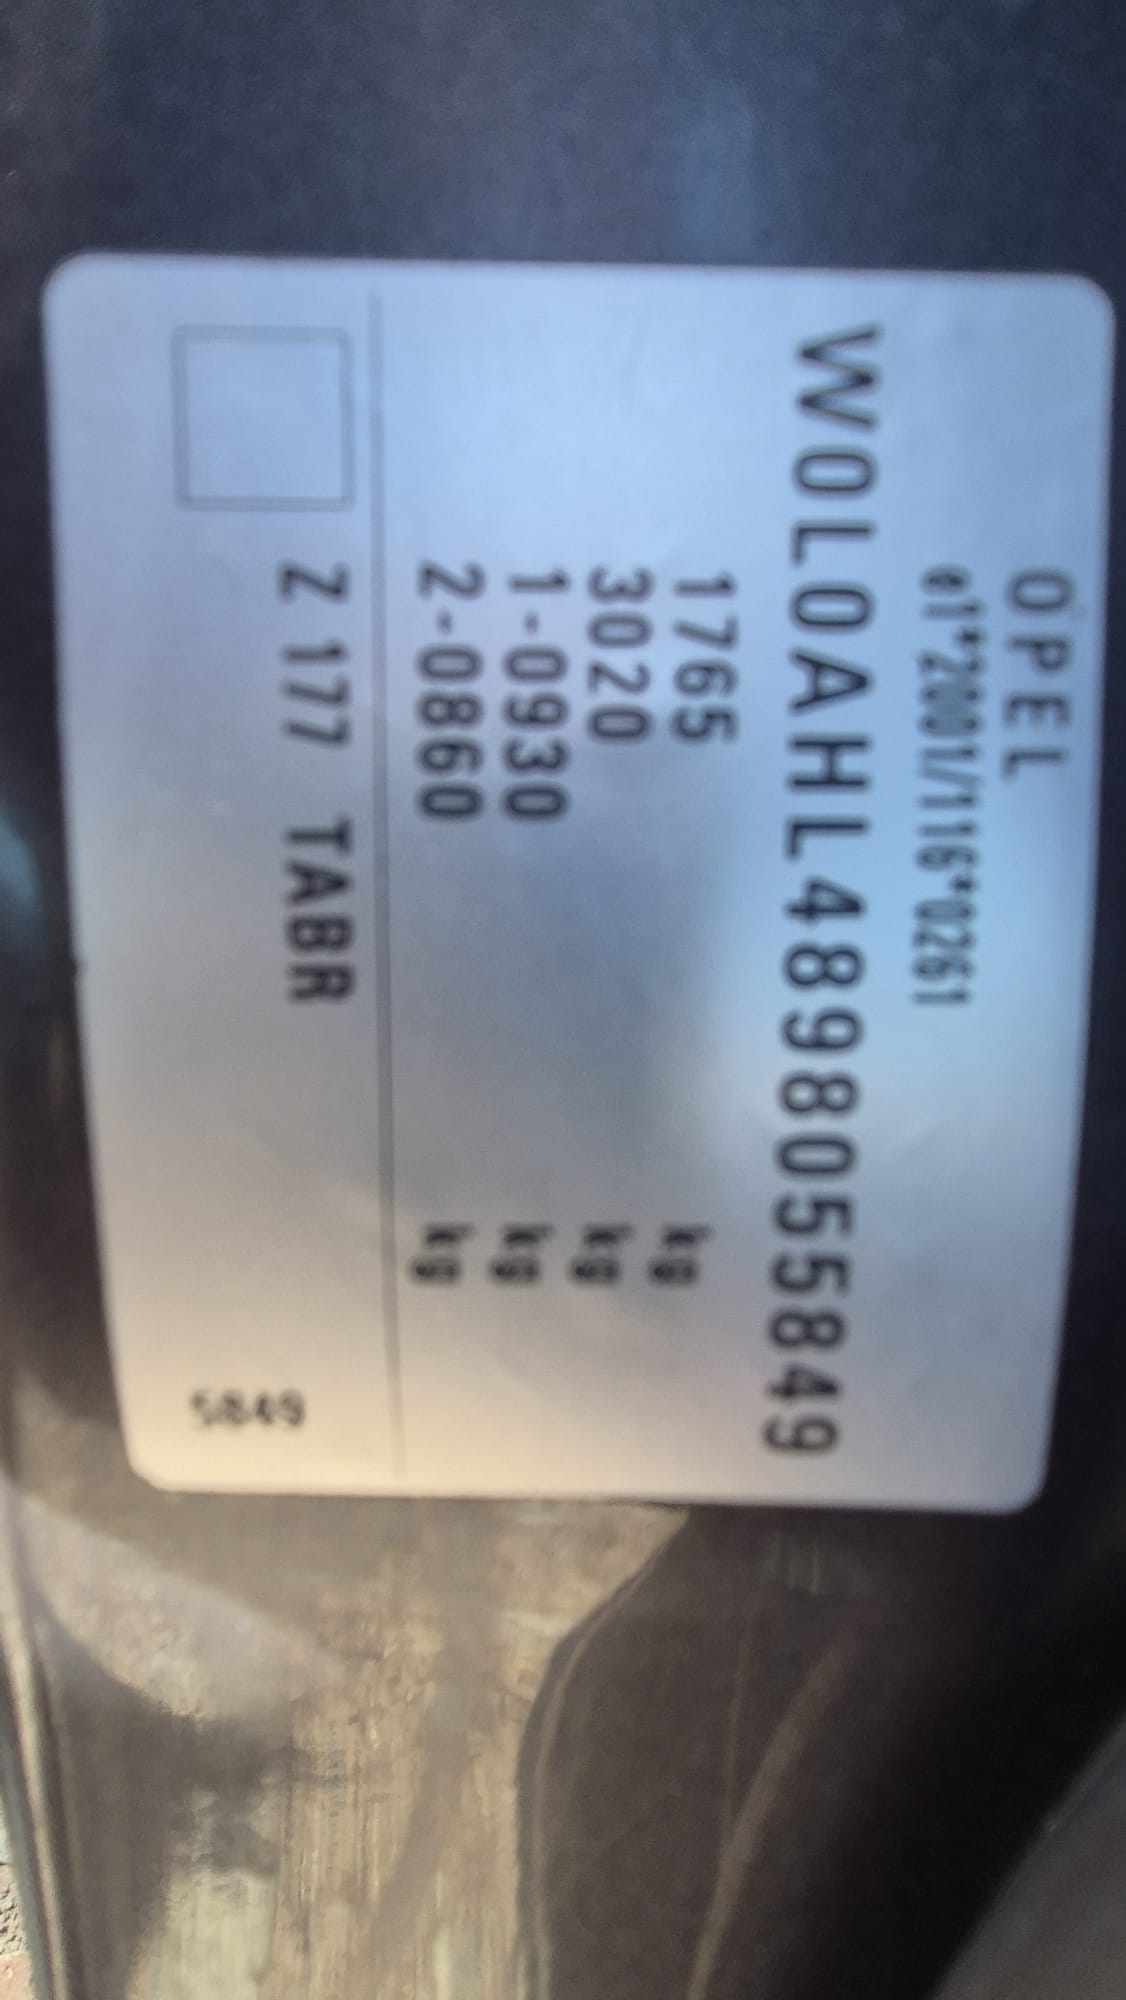 OPEL
e1*2001/116*0261
W0L0AHL4898055849
1765 kg
3020 kg
1-0930 kg
2-0860 kg
Z 177 TABR
5849